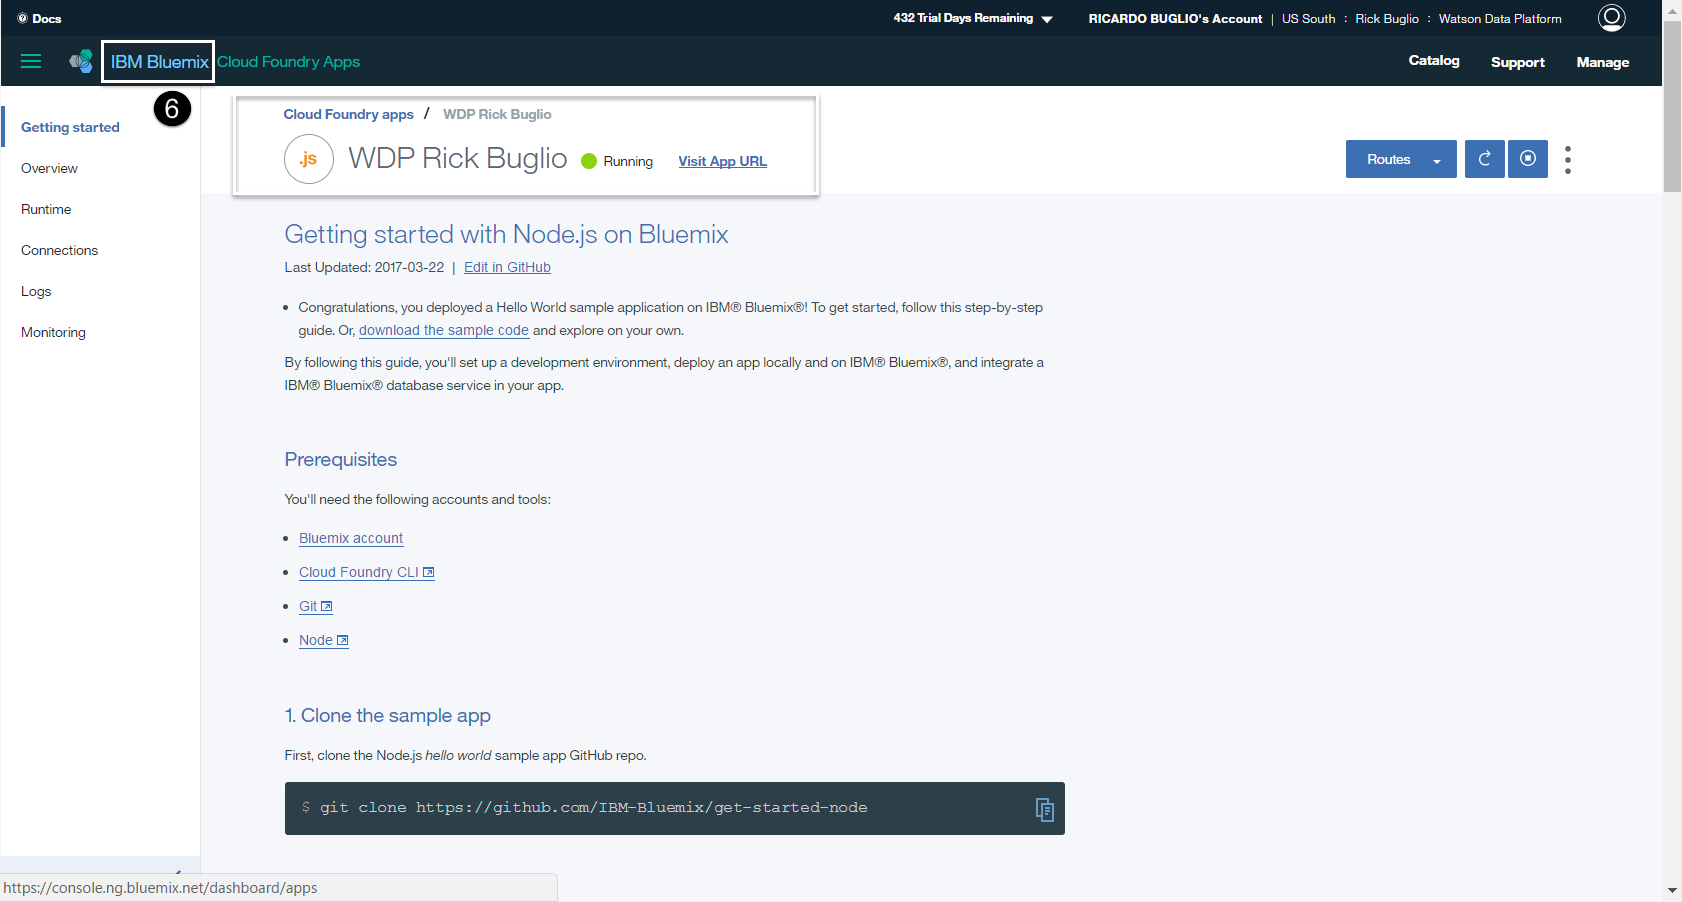 Docs
432 Trial Days Remaining
RICARDO BUGLIO's Account | US South : Rick Buglio : Watson Data Platform
IBM Bluemix Cloud Foundry Apps
Catalog Support Manage
6
Getting started
Overview
Runtime
Connections
Logs
Monitoring
Cloud Foundry apps / WDP Rick Buglio
.js WDP Rick Buglio Running Visit App URL
Routes
Getting started with Node.js on Bluemix
Last Updated: 2017-03-22 | Edit in GitHub
• Congratulations, you deployed a Hello World sample application on IBM® Bluemix®! To get started, follow this step-by-step
guide. Or, download the sample code and explore on your own.
By following this guide, you'll set up a development environment, deploy an app locally and on IBM® Bluemix®, and integrate a
IBM® Bluemix® database service in your app.
Prerequisites
You'll need the following accounts and tools:
• Bluemix account
• Cloud Foundry CLI
• Git
• Node
1. Clone the sample app
First, clone the Node.js hello world sample app GitHub repo.
$ git clone https://github.com/IBM-Bluemix/get-started-node
https://console.ng.bluemix.net/dashboard/apps